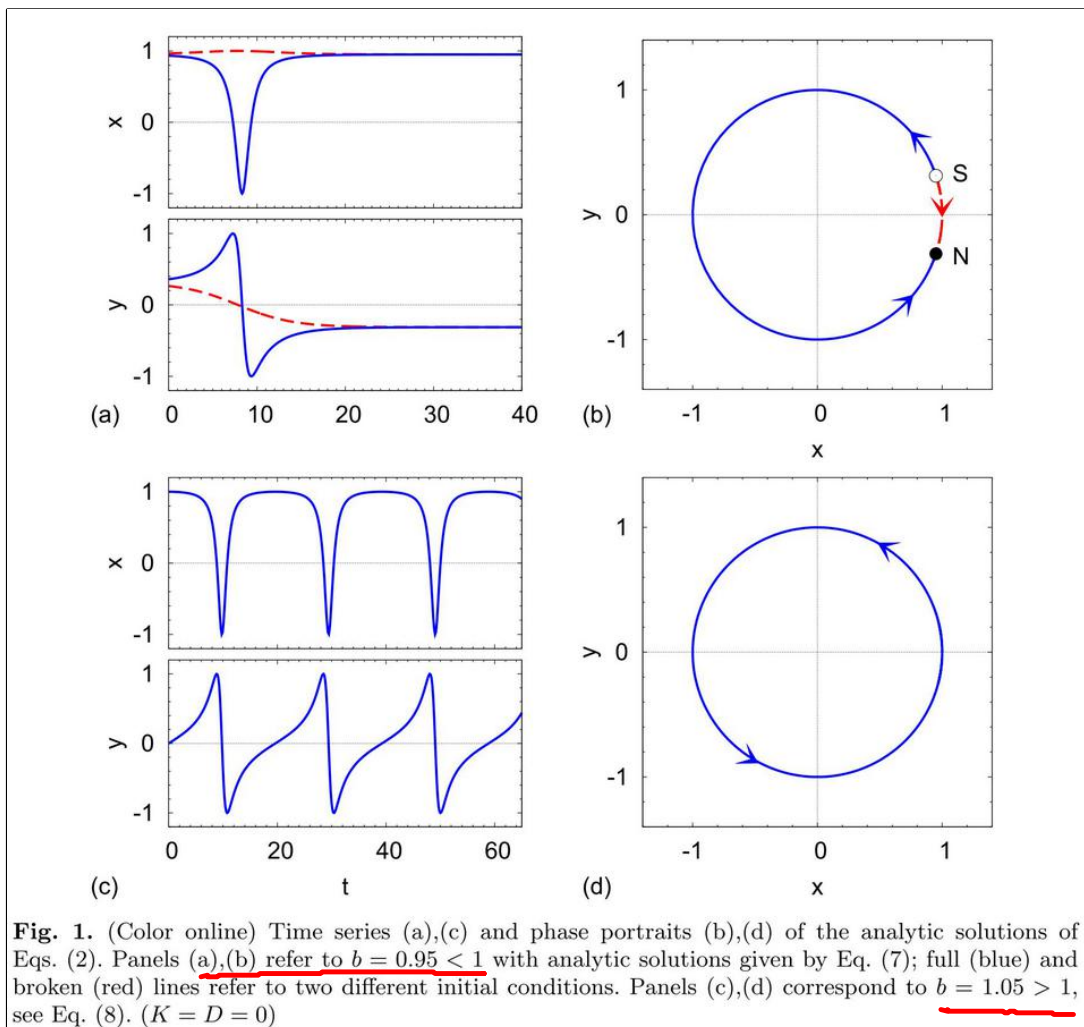 1
x 0
-1
1
y 0
-1
(a) 0 10 20 30 40
1
y 0
-1
S
N
-1 0 1
(b) x
1
x 0
-1
1
y 0
-1
0 20 40 60
(c) t
1
y 0
-1
-1 0 1
(d) x
Fig. 1. (Color online) Time series (a),(c) and phase portraits (b),(d) of the analytic solutions of
Eqs. (2). Panels (a),(b) refer to b = 0.95 < 1 with analytic solutions given by Eq. (7); full (blue) and
broken (red) lines refer to two different initial conditions. Panels (c),(d) correspond to b = 1.05 > 1,
see Eq. (8). (K = D = 0)